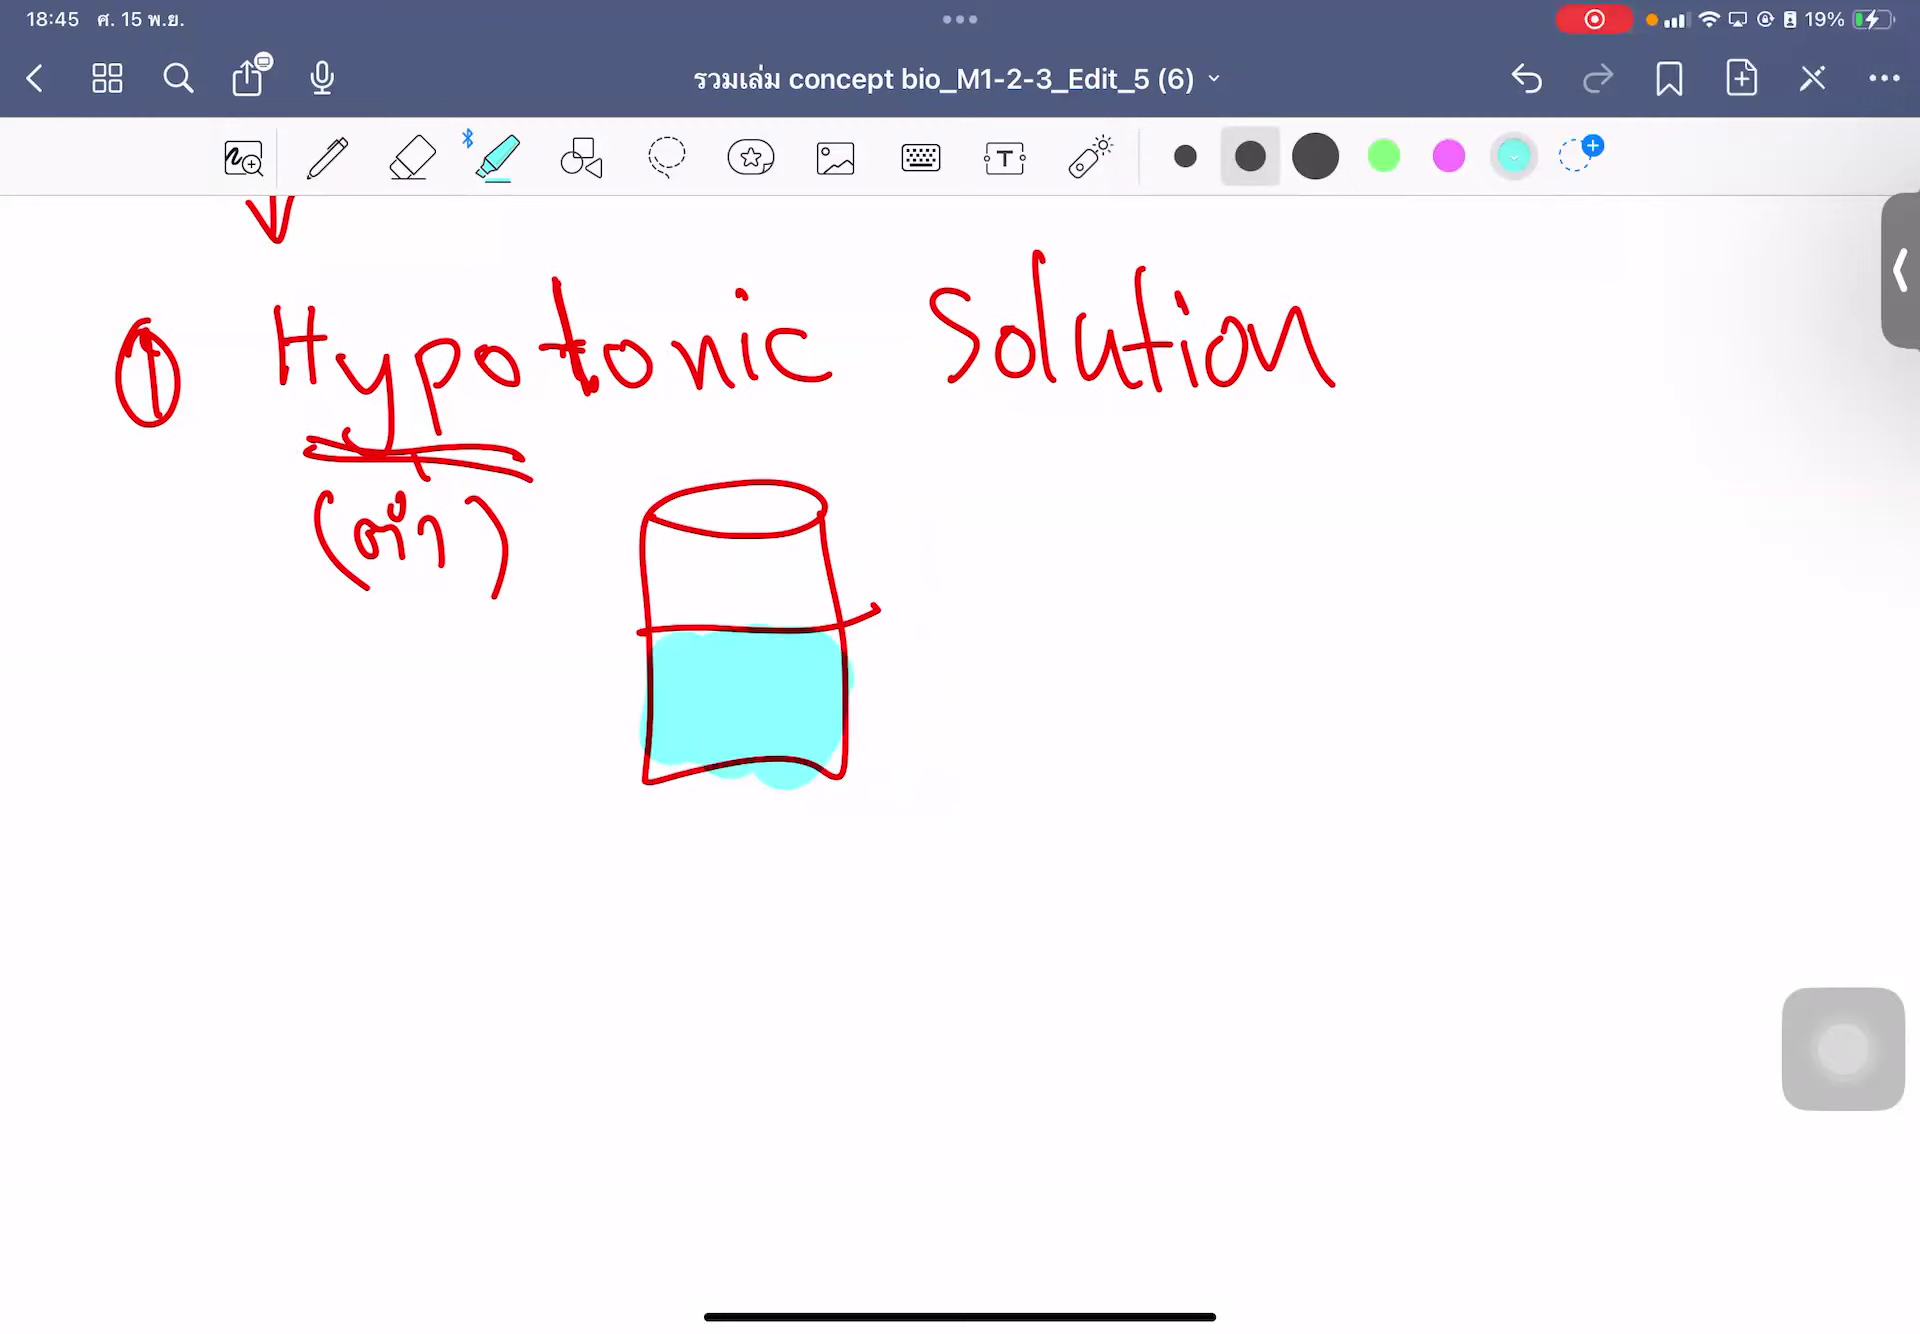 18:45 ศ. 15 พ.ย.
19%
รวมเล่ม concept bio_M1-2-3_Edit_5 (6)
T
① Hypotonic Solution
(ต่ำ)